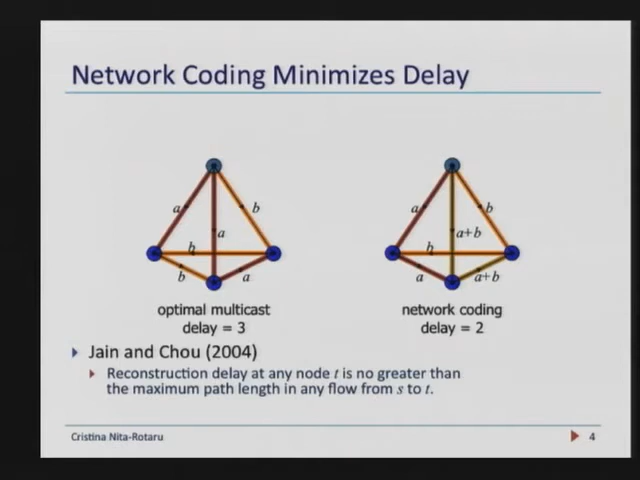 Network Coding Minimizes Delay
a
b
a
b
b
a
a
b
a+b
b
a
a+b
optimal multicast
delay = 3
network coding
delay = 2
Jain and Chou (2004)
Reconstruction delay at any node t is no greater than
the maximum path length in any flow from s to t.
Cristina Nita-Rotaru
4